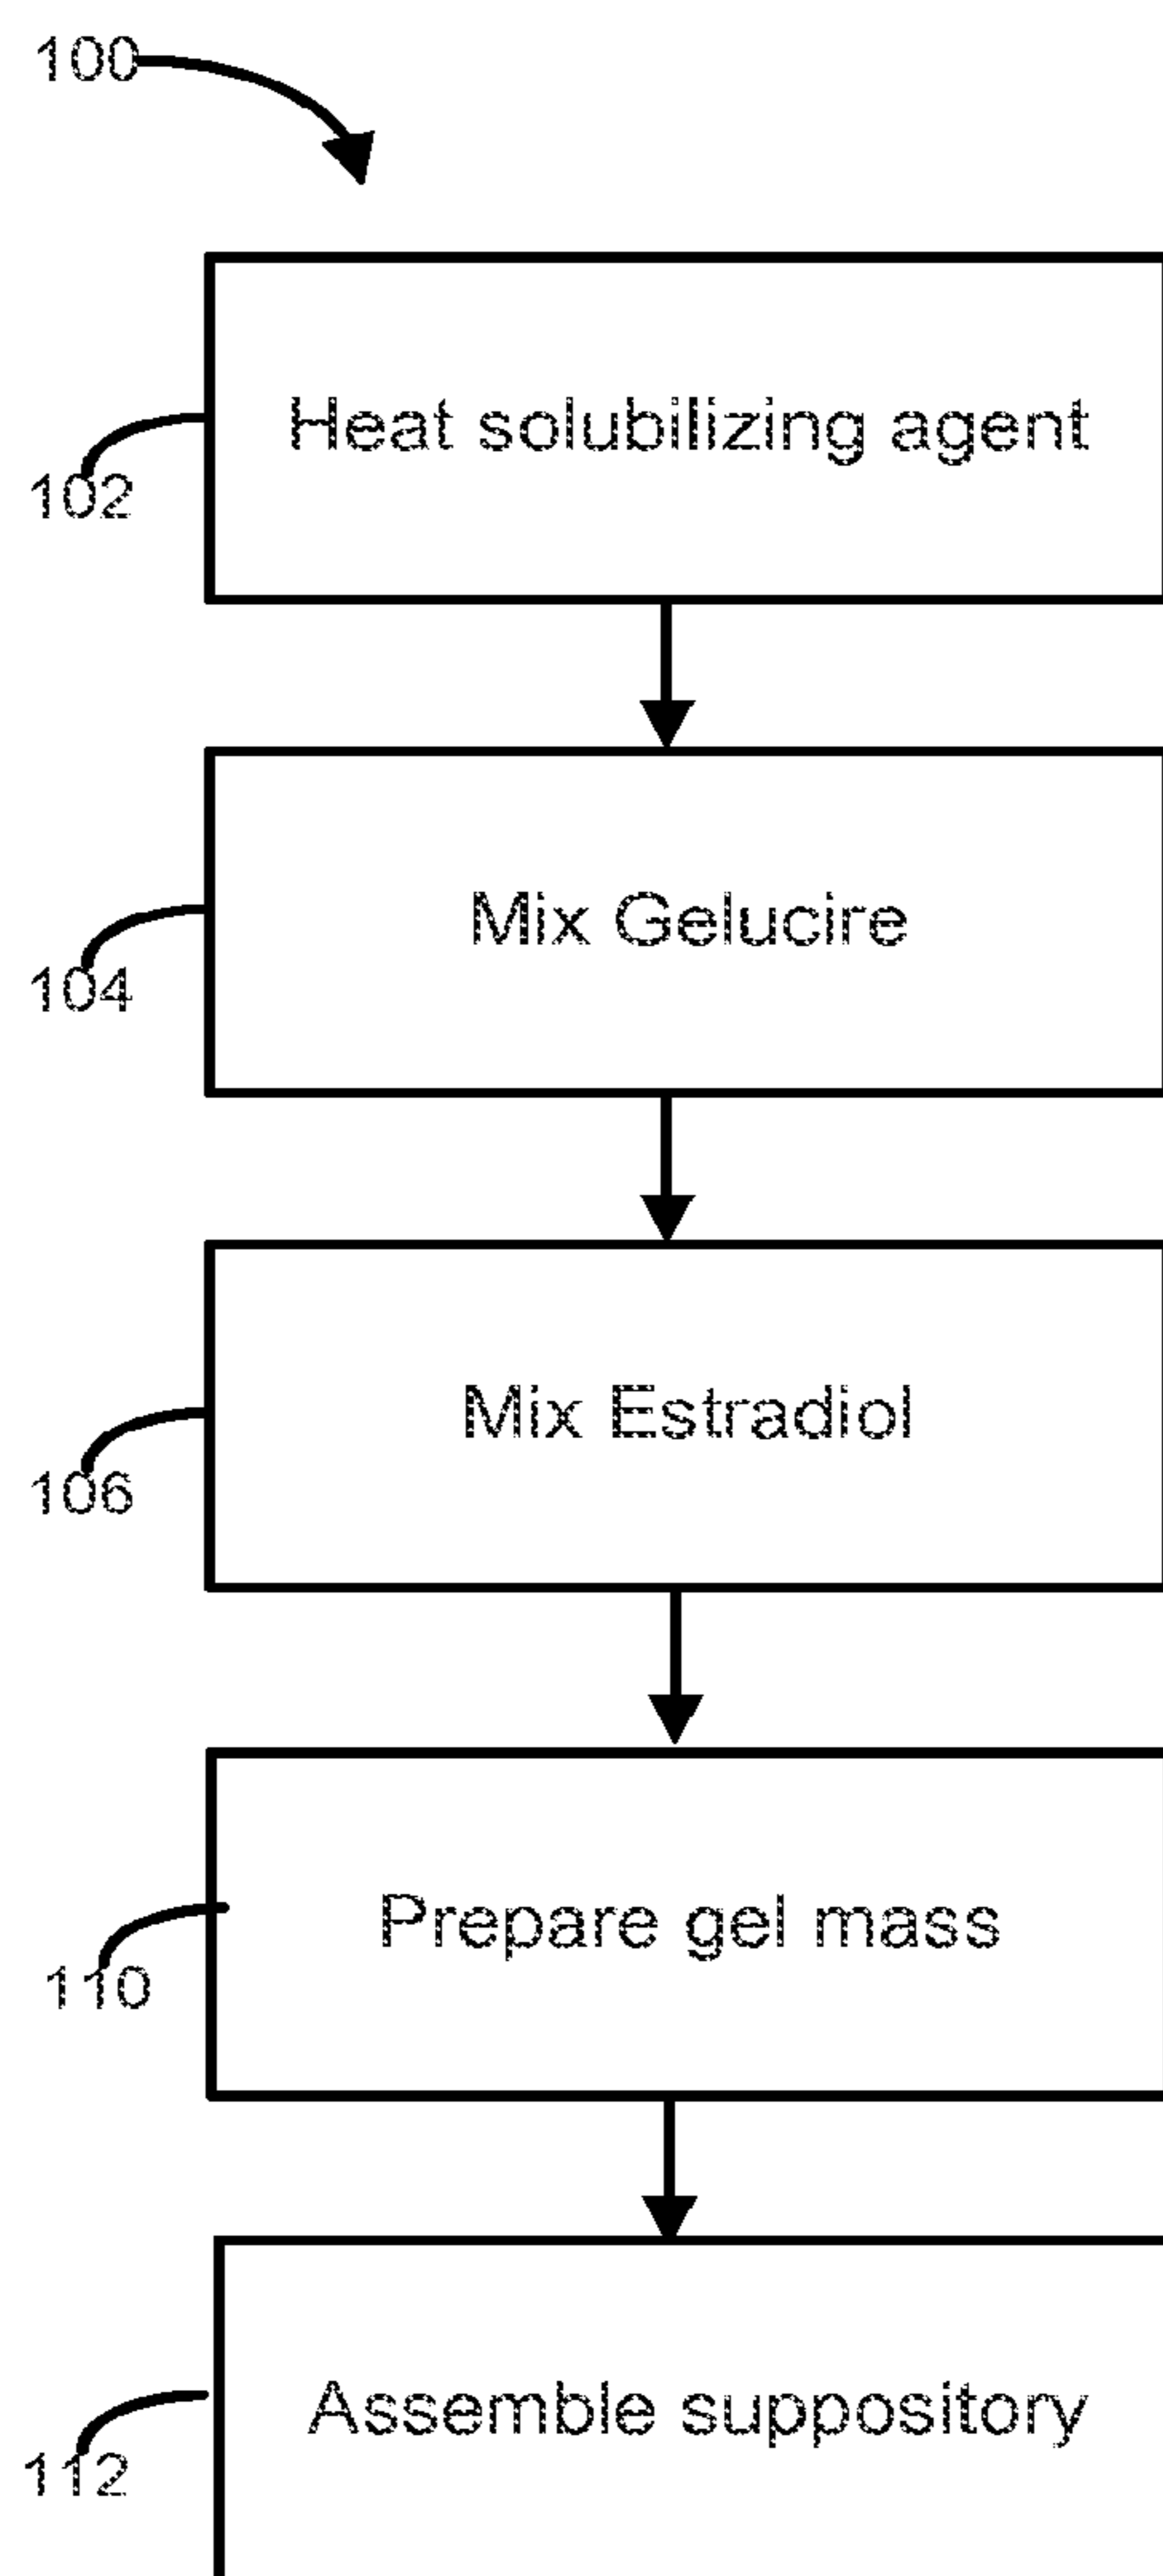 100
Heat solubilizing agent
102
Mix Gelucire
104
Mix Estradiol
106
Prepare gel mass
110
Assemble suppository
112